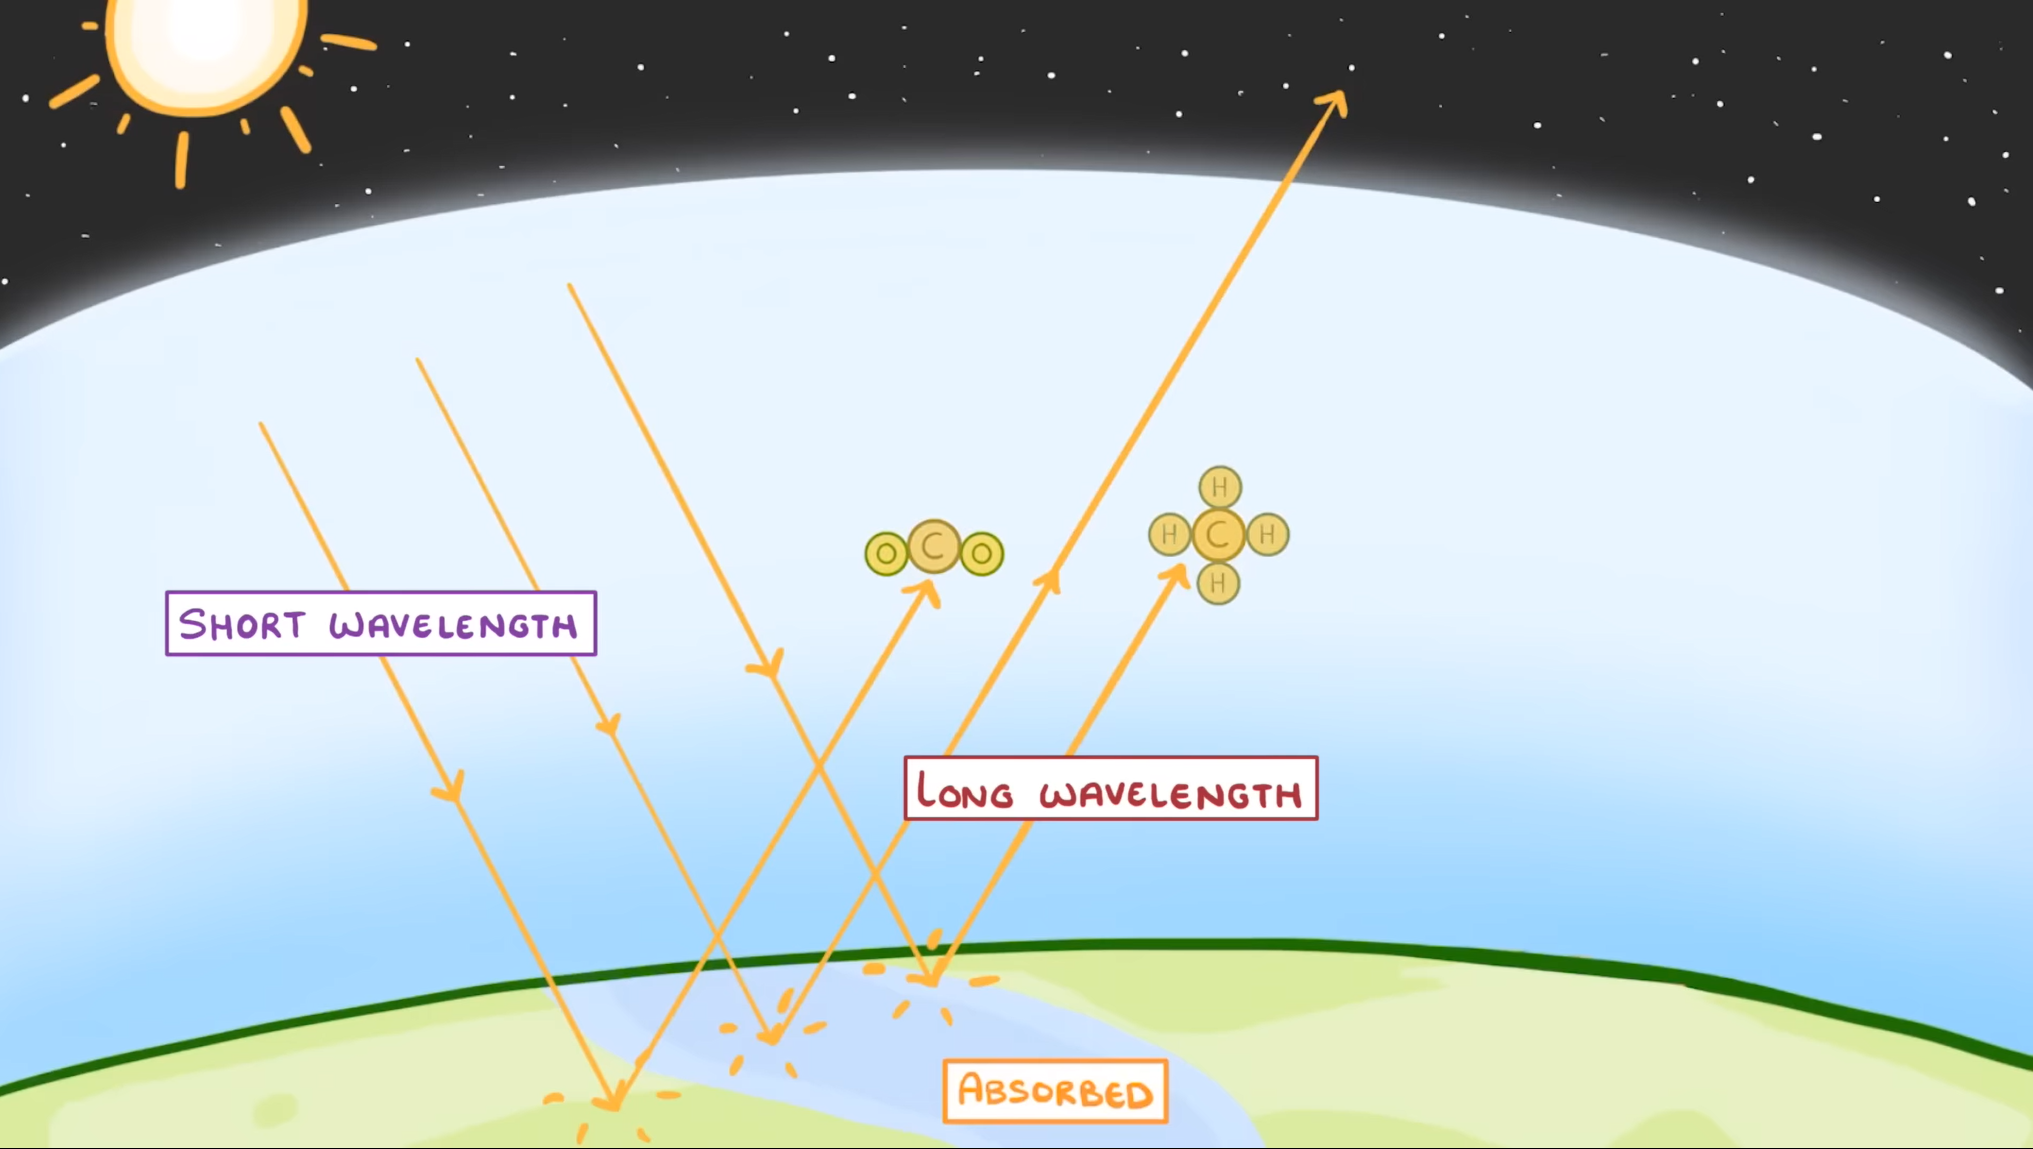 H
O C O
H C H
H
SHORT WAVELENGTH
LONG WAVELENGTH
ABSORBED